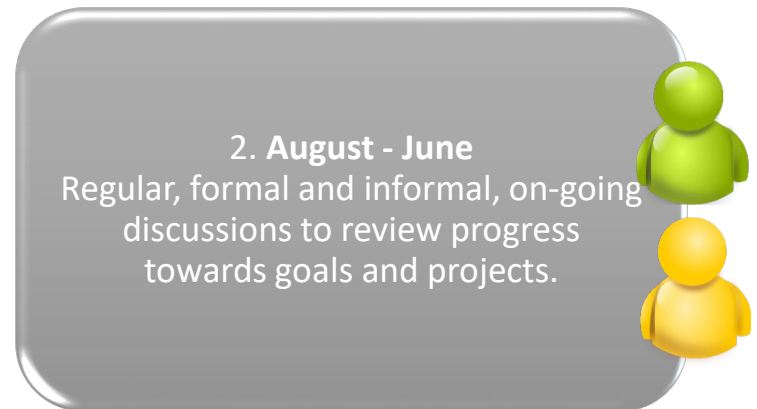 2. August - June
Regular, formal and informal, on-going
discussions to review progress
towards goals and projects.